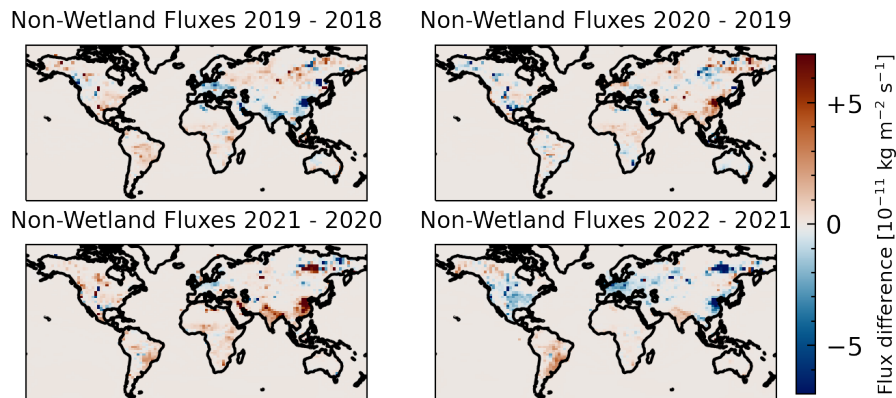 Non-Wetland Fluxes 2019 - 2018
Non-Wetland Fluxes 2020 - 2019
Non-Wetland Fluxes 2021 - 2020
Non-Wetland Fluxes 2022 - 2021
+5
0
−5
Flux difference [10⁻¹¹ kg m⁻² s⁻¹]